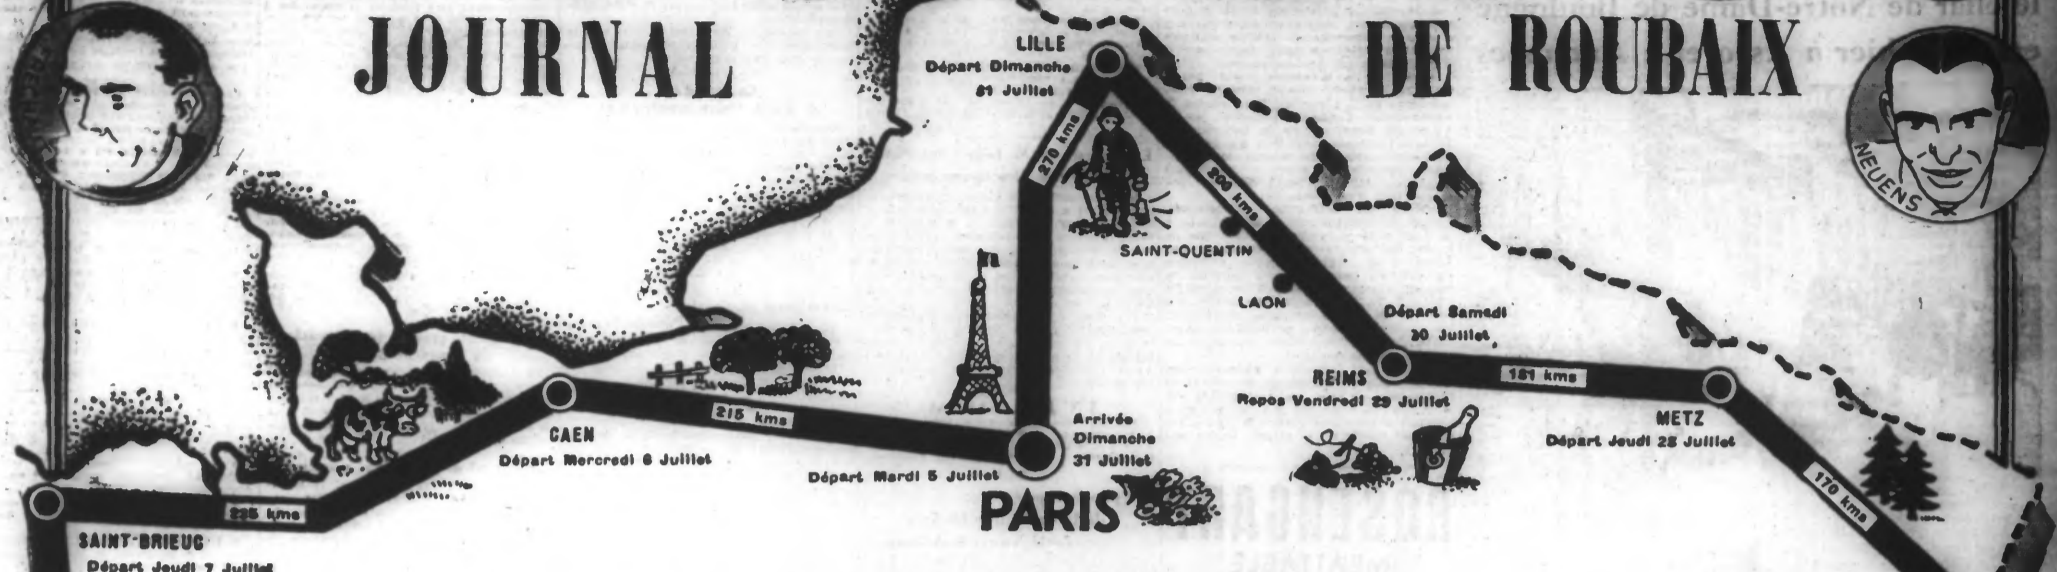 JOURNAL
DE ROUBAIX
FRECHAUT
NEUENS
LILLE
Départ Dimanche
31 Juillet
270 kms
200 kms
SAINT-QUENTIN
LAON
Départ Samedi
30 Juillet
REIMS
Repos Vendredi 29 Juillet
181 kms
METZ
Départ Jeudi 28 Juillet
170 kms
CAEN
Départ Mercredi 6 Juillet
215 kms
Départ Mardi 5 Juillet
Arrivée
Dimanche
31 Juillet
PARIS
235 kms
SAINT-BRIEUC
Départ Jeudi 7 Juillet